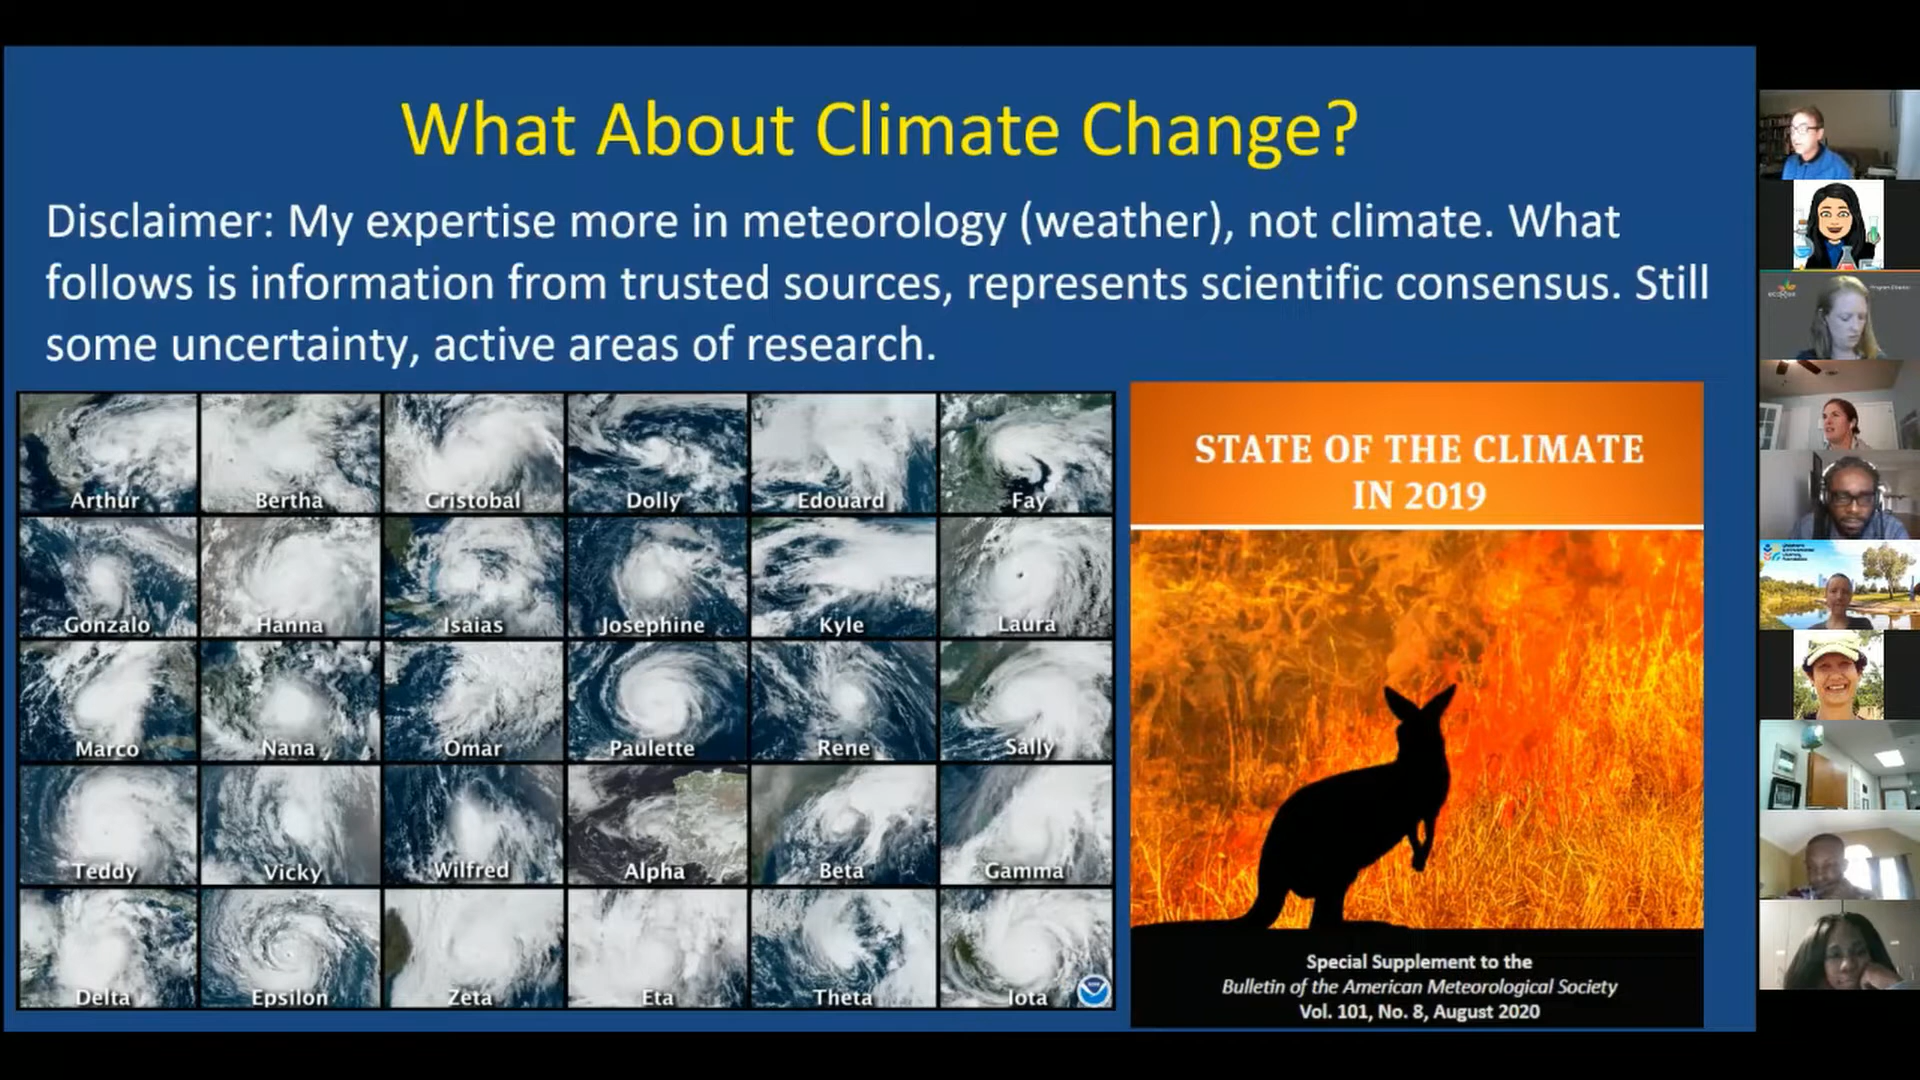 What About Climate Change?
Disclaimer: My expertise more in meteorology (weather), not climate. What
follows is information from trusted sources, represents scientific consensus. Still
some uncertainty, active areas of research.
Arthur
Bertha
Cristobal
Dolly
Edouard
Fay
Gonzalo
Hanna
Isaias
Josephine
Kyle
Laura
Marco
Nana
Omar
Paulette
Rene
Sally
Teddy
Vicky
Wilfred
Alpha
Beta
Gamma
Delta
Epsilon
Zeta
Eta
Theta
Iota
STATE OF THE CLIMATE
IN 2019
Special Supplement to the
Bulletin of the American Meteorological Society
Vol. 101, No. 8, August 2020